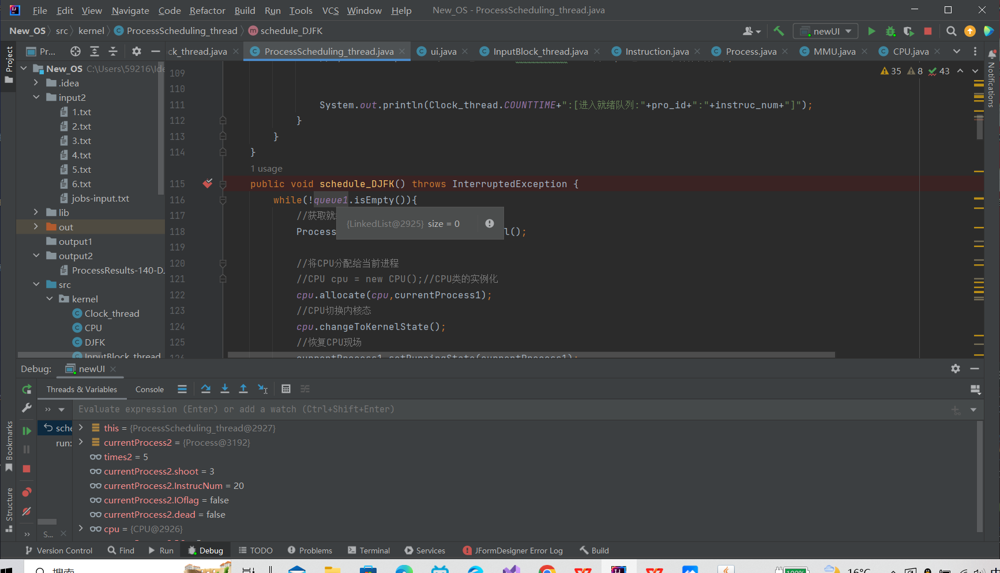 File Edit View Navigate Code Refactor Build Run Tools VCS Window Help New_OS - ProcessScheduling_thread.java
New_OS src kernel ProcessScheduling_thread schedule_DJFK newUI
Project
Pr... ck_thread.java ProcessScheduling_thread.java ui.java InputBlock_thread.java Instruction.java Process.java MMU.java CPU.java
Notifications
New_OS C:\Users\59216\Ide
.idea
input2
1.txt
2.txt
3.txt
4.txt
5.txt
6.txt
jobs-input.txt
lib
out
output1
output2
ProcessResults-140-DJ
src
kernel
Clock_thread
CPU
DJFK
InputBlock_thread
35 8 43
109
110
111 System.out.println(Clock_thread.COUNTTIME+":[进入就绪队列:"+pro_id+":"+instruc_num+"]");
112 }
113 }
114 }
1 usage
115 public void schedule_DJFK() throws InterruptedException {
116 while(!queue1.isEmpty()){
117 //获取就
{LinkedList@2925} size = 0
118 Process l();
119
120 //将CPU分配给当前进程
121 //CPU cpu = new CPU();//CPU类的实例化
122 cpu.allocate(cpu,currentProcess1);
123 //CPU切换内核态
124 cpu.changeToKernelState();
125 //恢复CPU现场
126 currentProcess1.setRunningState(currentProcess1);
Debug: newUI
Threads & Variables Console
Evaluate expression (Enter) or add a watch (Ctrl+Shift+Enter)
sche
run:
this = {ProcessScheduling_thread@2927}
currentProcess2 = {Process@3192}
times2 = 5
currentProcess2.shoot = 3
currentProcess2.InstrucNum = 20
currentProcess2.IOflag = false
currentProcess2.dead = false
cpu = {CPU@2926}
S...
Bookmarks
Structure
Version Control Find Run Debug TODO Problems Terminal Services JFormDesigner Error Log Build
搜索 100% 16°C 中